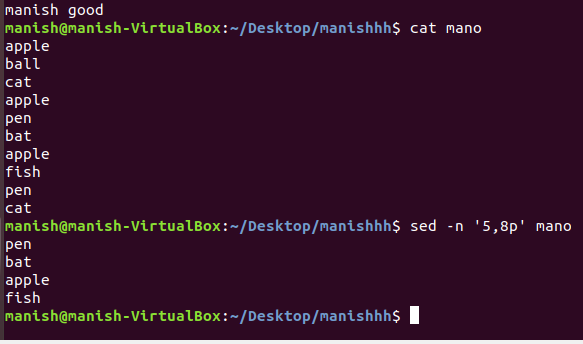 manish good
manish@manish-VirtualBox:~/Desktop/manishhh$ cat mano
apple
ball
cat
apple
pen
bat
apple
fish
pen
cat
manish@manish-VirtualBox:~/Desktop/manishhh$ sed -n '5,8p' mano
pen
bat
apple
fish
manish@manish-VirtualBox:~/Desktop/manishhh$